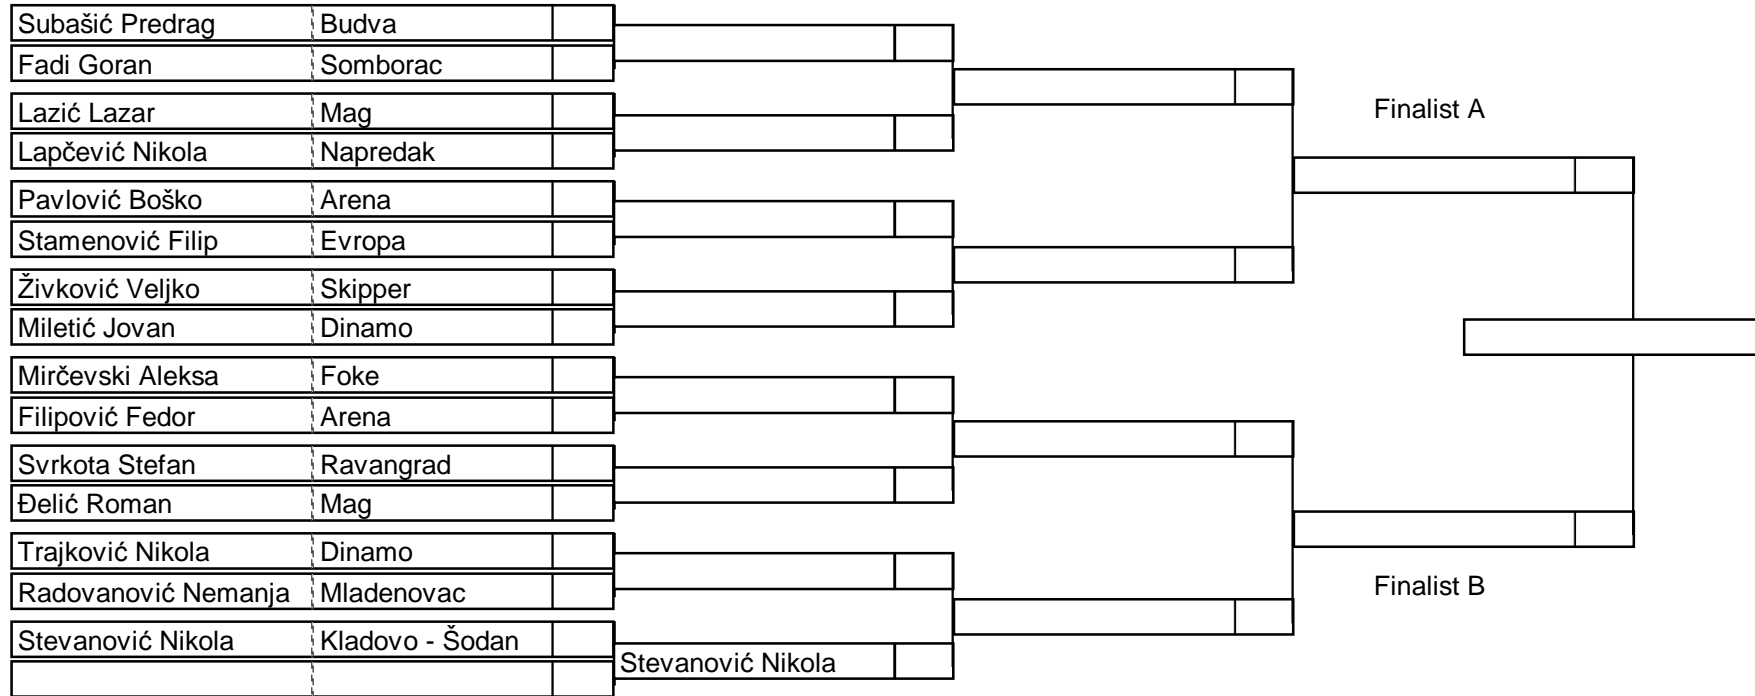 Subašić Predrag Budva
Fadi Goran Somborac
Lazić Lazar Mag
Finalist A
Lapčević Nikola Napredak
Pavlović Boško Arena
Stamenović Filip Evropa
Živković Veljko Skipper
Miletić Jovan Dinamo
Mirčevski Aleksa Foke
Filipović Fedor Arena
Svrkota Stefan Ravangrad
Đelić Roman Mag
Trajković Nikola Dinamo
Radovanović Nemanja Mladenovac
Finalist B
Stevanović Nikola Kladovo - Šodan
Stevanović Nikola